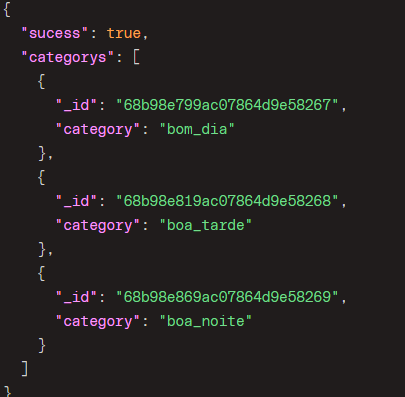 {
"sucess": true,
"categorys": [
{
"_id": "68b98e799ac07864d9e58267",
"category": "bom_dia"
},
{
"_id": "68b98e819ac07864d9e58268",
"category": "boa_tarde"
},
{
"_id": "68b98e869ac07864d9e58269",
"category": "boa_noite"
}
]
}